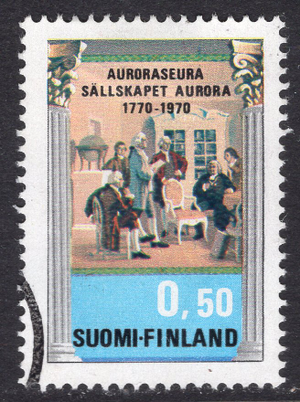 AURORASEURA
SÄLLSKAPET AURORA
1770-1970
0,50
SUOMI-FINLAND